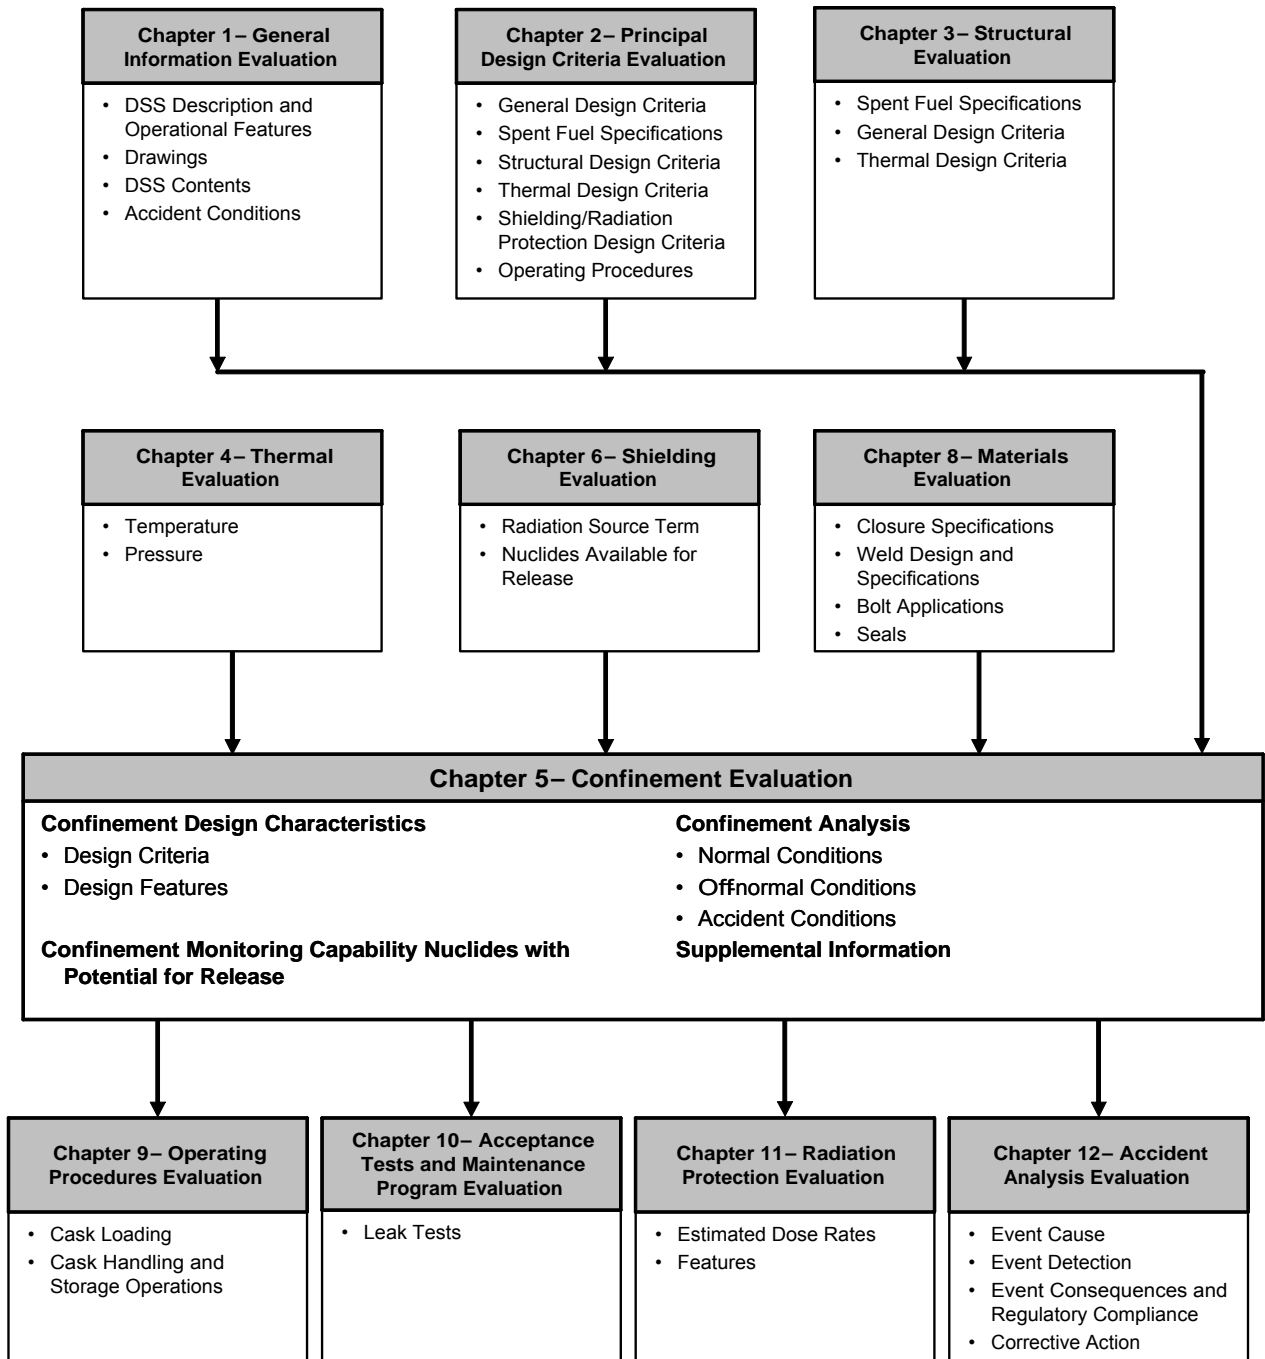 Chapter 1– General
Information Evaluation
• DSS Description and
Operational Features
• Drawings
• DSS Contents
• Accident Conditions
Chapter 2– Principal
Design Criteria Evaluation
• General Design Criteria
• Spent Fuel Specifications
• Structural Design Criteria
• Thermal Design Criteria
• Shielding/Radiation
Protection Design Criteria
• Operating Procedures
Chapter 3– Structural
Evaluation
• Spent Fuel Specifications
• General Design Criteria
• Thermal Design Criteria
Chapter 4– Thermal
Evaluation
• Temperature
• Pressure
Chapter 6– Shielding
Evaluation
• Radiation Source Term
• Nuclides Available for
Release
Chapter 8– Materials
Evaluation
• Closure Specifications
• Weld Design and
Specifications
• Bolt Applications
• Seals
Chapter 5– Confinement Evaluation
Confinement Design Characteristics
• Design Criteria
• Design Features
Confinement Monitoring Capability Nuclides with
Potential for Release
Confinement Analysis
• Normal Conditions
• Off-normal Conditions
• Accident Conditions
Supplemental Information
Chapter 9– Operating
Procedures Evaluation
• Cask Loading
• Cask Handling and
Storage Operations
Chapter 10– Acceptance
Tests and Maintenance
Program Evaluation
• Leak Tests
Chapter 11– Radiation
Protection Evaluation
• Estimated Dose Rates
• Features
Chapter 12– Accident
Analysis Evaluation
• Event Cause
• Event Detection
• Event Consequences and
Regulatory Compliance
• Corrective Action